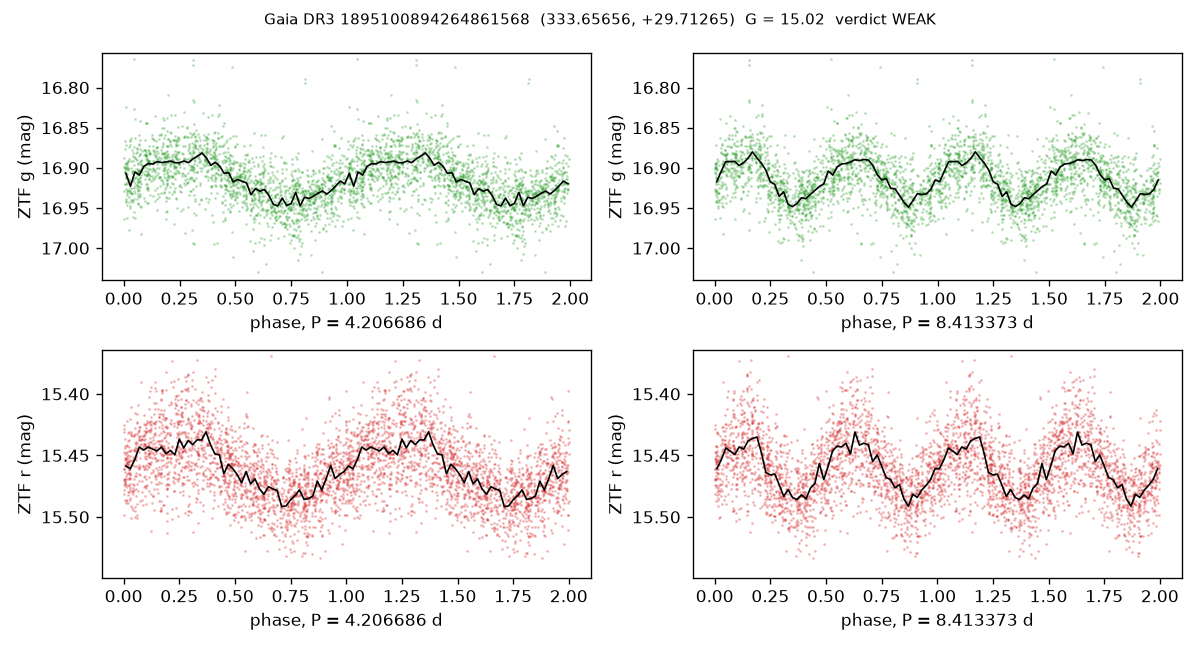 Gaia DR3 1895100894264861568 (333.65656, +29.71265) G = 15.02 verdict WEAK
ZTF g (mag)
16.80
16.85
16.90
16.95
17.00
0.00 0.25 0.50 0.75 1.00 1.25 1.50 1.75 2.00
phase, P = 4.206686 d
ZTF g (mag)
16.80
16.85
16.90
16.95
17.00
0.00 0.25 0.50 0.75 1.00 1.25 1.50 1.75 2.00
phase, P = 8.413373 d
ZTF r (mag)
15.40
15.45
15.50
0.00 0.25 0.50 0.75 1.00 1.25 1.50 1.75 2.00
phase, P = 4.206686 d
ZTF r (mag)
15.40
15.45
15.50
0.00 0.25 0.50 0.75 1.00 1.25 1.50 1.75 2.00
phase, P = 8.413373 d